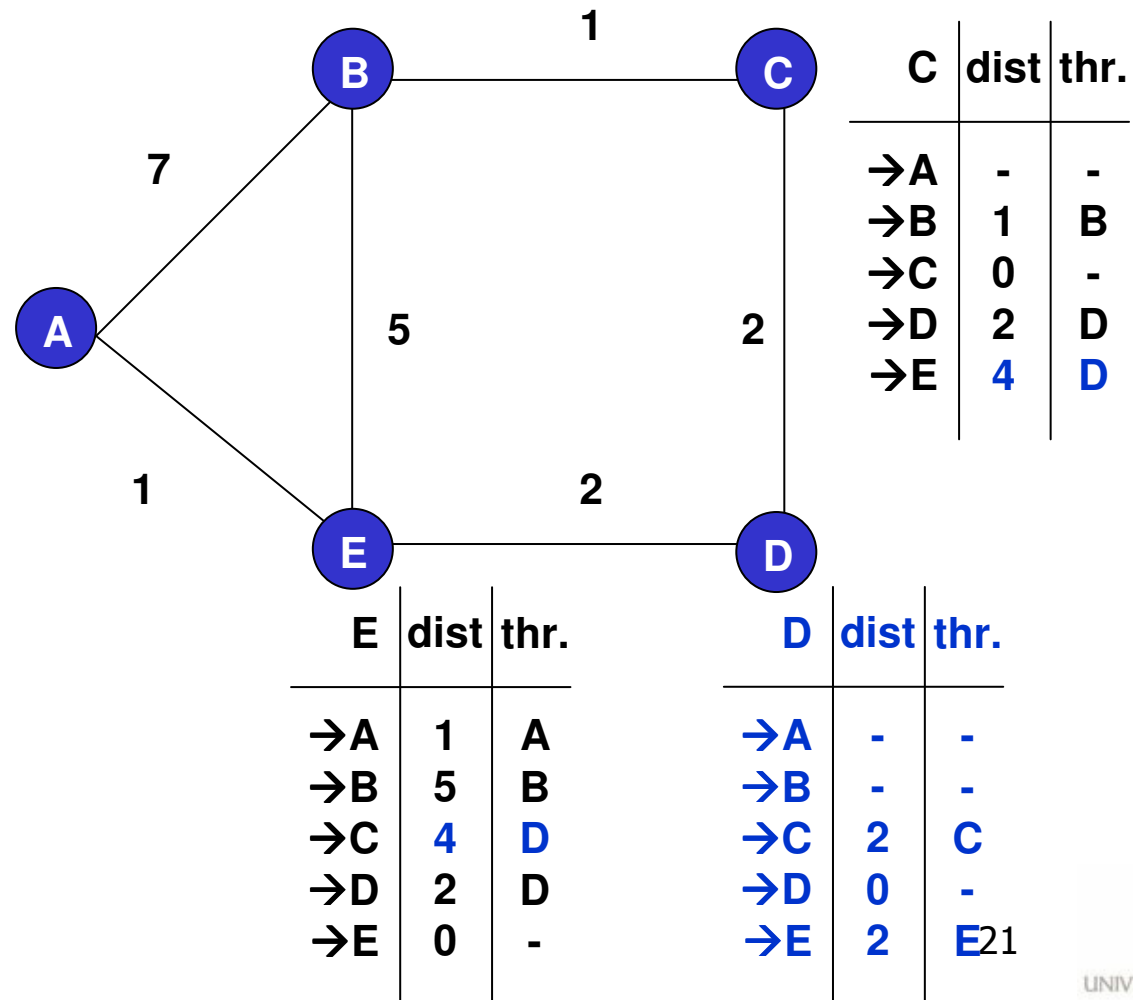 1
B
C
7
A
5
2
1
2
E
D
C dist thr.
→A - -
→B 1 B
→C 0 -
→D 2 D
→E 4 D
E dist thr.
→A 1 A
→B 5 B
→C 4 D
→D 2 D
→E 0 -
D dist thr.
→A - -
→B - -
→C 2 C
→D 0 -
→E 2 E
21
UNIV